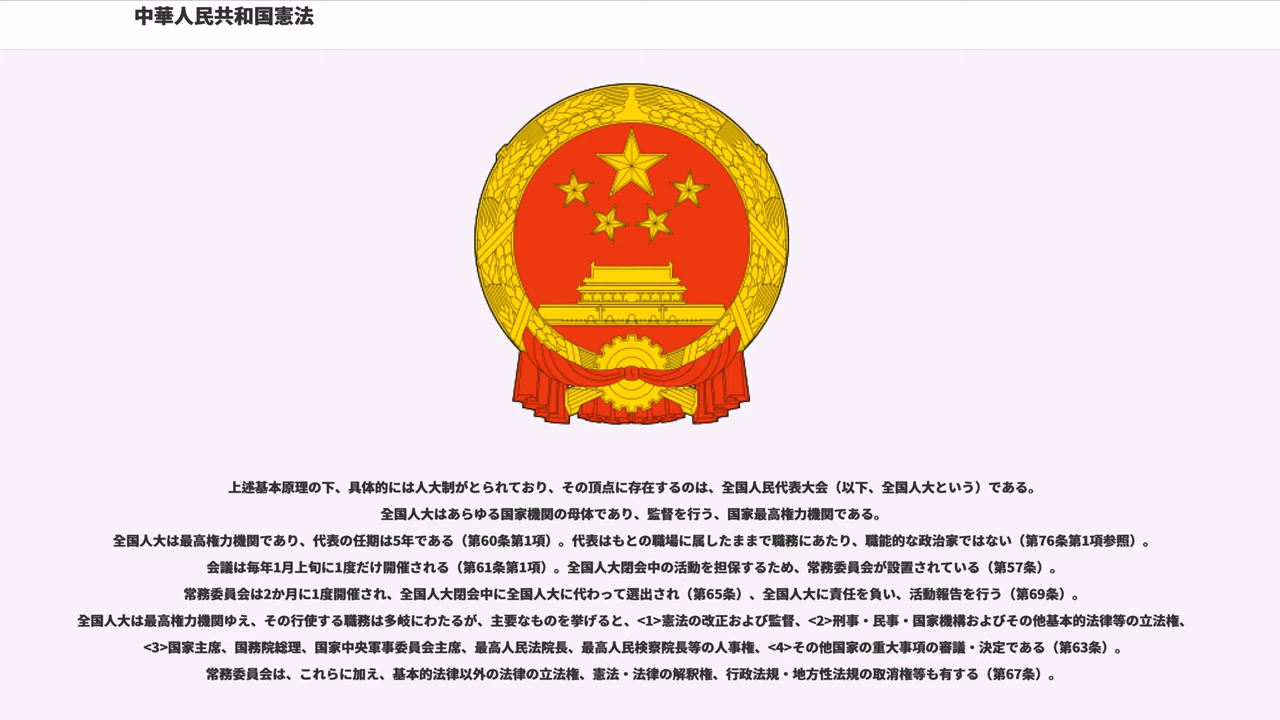 中華人民共和国憲法
上述基本原理の下、具体的には人大制がとられており、その頂点に存在するのは、全国人民代表大会（以下、全国人大という）である。
全国人大はあらゆる国家機関の母体であり、監督を行う、国家最高権力機関である。
全国人大は最高権力機関であり、代表の任期は5年である（第60条第1項）。代表はもとの職場に属したままで職務にあたり、職能的な政治家ではない（第76条第1項参照）。
会議は毎年1月上旬に1度だけ開催される（第61条第1項）。全国人大閉会中の活動を担保するため、常務委員会が設置されている（第57条）。
常務委員会は2か月に1度開催され、全国人大閉会中に全国人大に代わって選出され（第65条）、全国人大に責任を負い、活動報告を行う（第69条）。
全国人大は最高権力機関ゆえ、その行使する職務は多岐にわたるが、主要なものを挙げると、<1>憲法の改正および監督、<2>刑事・民事・国家機構およびその他基本的法律等の立法権、
<3>国家主席、国務院総理、国家中央軍事委員会主席、最高人民法院長、最高人民検察院長等の人事権、<4>その他国家の重大事項の審議・決定である（第63条）。
常務委員会は、これらに加え、基本的法律以外の法律の立法権、憲法・法律の解釈権、行政法規・地方性法規の取消権等も有する（第67条）。